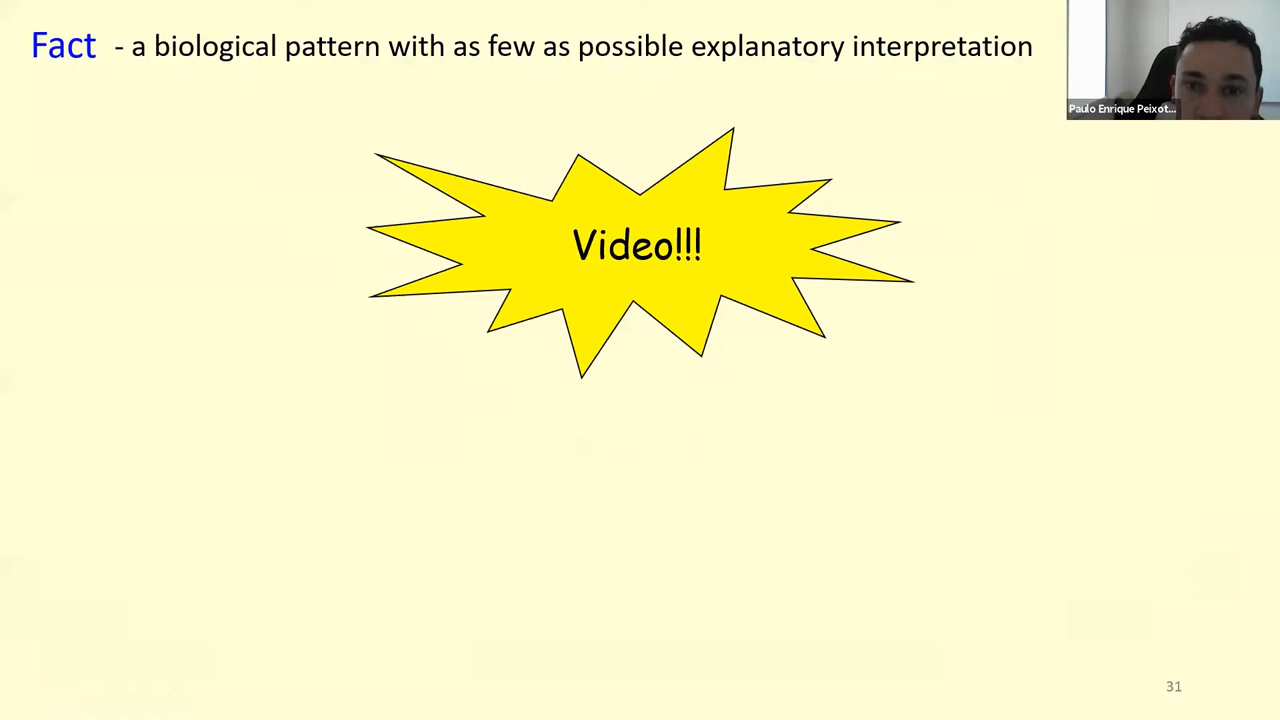 Fact - a biological pattern with as few as possible explanatory interpretation
Paulo Enrique Peixot...
Video!!!
31